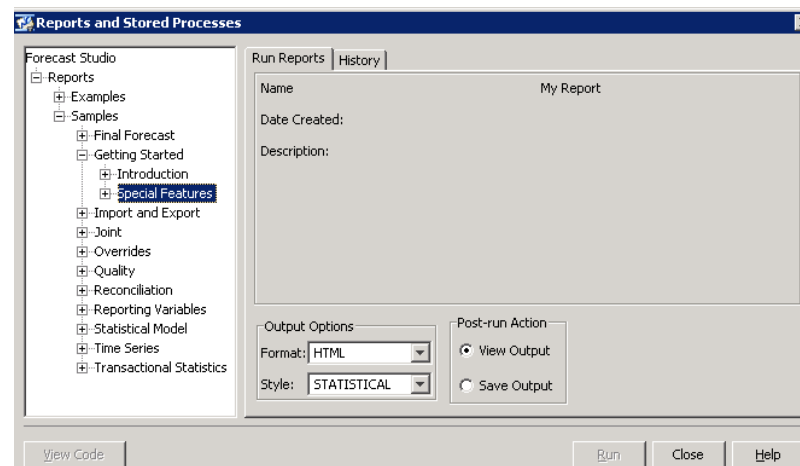 Reports and Stored Processes
Forecast Studio
Reports
Examples
Samples
Final Forecast
Getting Started
Introduction
Special Features
Import and Export
Joint
Overrides
Quality
Reconciliation
Reporting Variables
Statistical Model
Time Series
Transactional Statistics
Run Reports
History
Name My Report
Date Created:
Description:
Output Options
Format: HTML
Style: STATISTICAL
Post-run Action
View Output
Save Output
View Code
Run
Close
Help